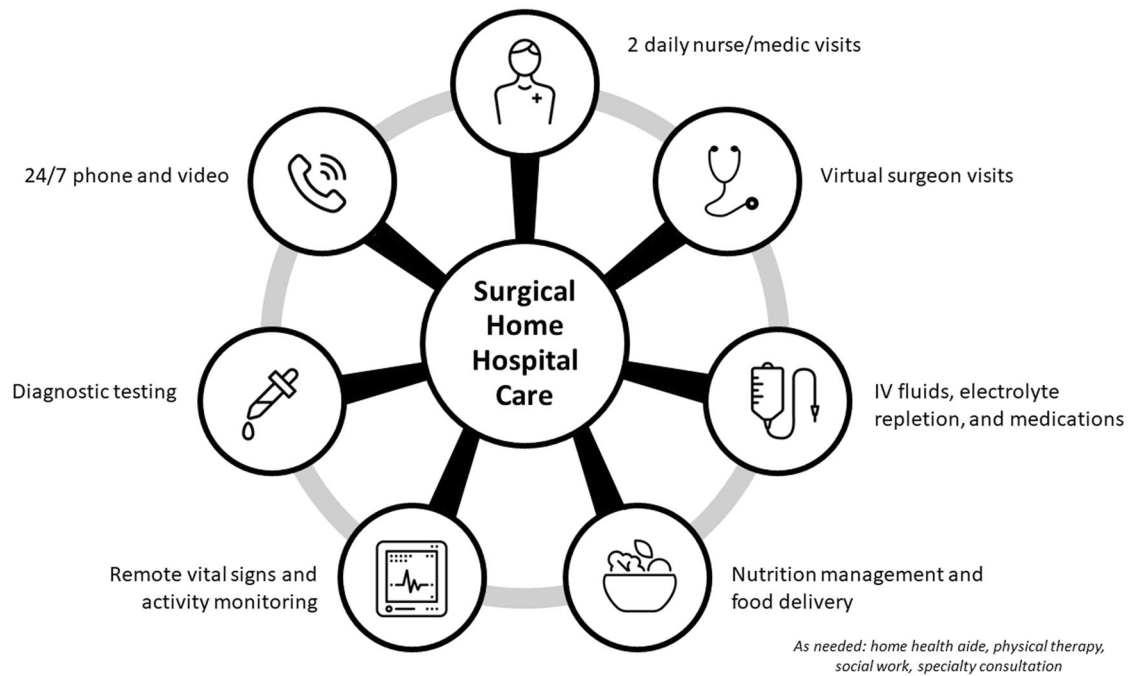 2 daily nurse/medic visits
24/7 phone and video
Virtual surgeon visits
Surgical
Home
Hospital
Care
Diagnostic testing
IV fluids, electrolyte
repletion, and medications
Remote vital signs and
activity monitoring
Nutrition management and
food delivery
As needed: home health aide, physical therapy,
social work, specialty consultation